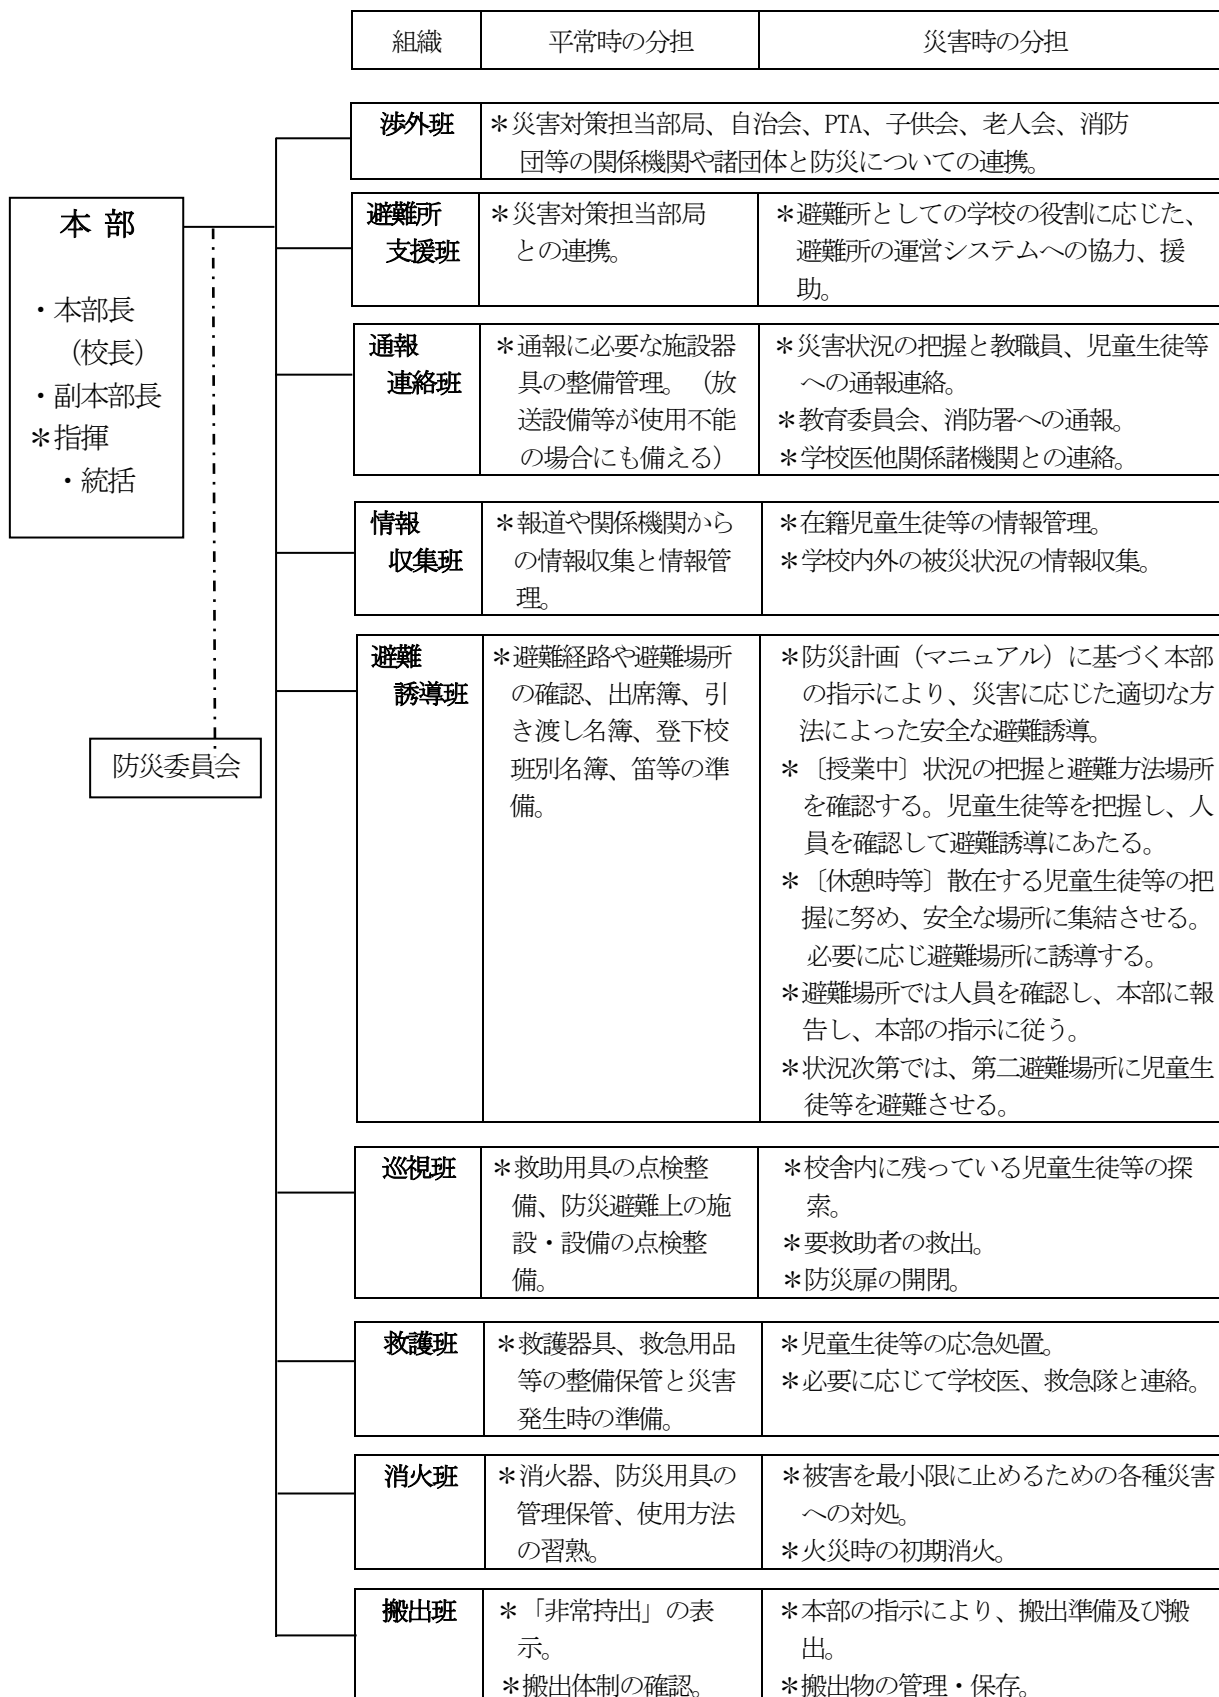 組織 平常時の分担 災害時の分担
渉外班 ＊災害対策担当部局、自治会、PTA、子供会、老人会、消防
団等の関係機関や諸団体と防災についての連携。
本 部
・本部長
（校長）
・副本部長
＊指揮
・統括
防災委員会
避難所
支援班
＊災害対策担当部局
との連携。
＊避難所としての学校の役割に応じた、
避難所の運営システムへの協力、援
助。
通報
連絡班
＊通報に必要な施設器
具の整備管理。（放
送設備等が使用不能
の場合にも備える）
＊災害状況の把握と教職員、児童生徒等
への通報連絡。
＊教育委員会、消防署への通報。
＊学校医他関係諸機関との連絡。
情報
収集班
＊報道や関係機関から
の情報収集と情報管
理。
＊在籍児童生徒等の情報管理。
＊学校内外の被災状況の情報収集。
避難
誘導班
＊避難経路や避難場所
の確認、出席簿、引
き渡し名簿、登下校
班別名簿、笛等の準
備。
＊防災計画（マニュアル）に基づく本部
の指示により、災害に応じた適切な方
法によった安全な避難誘導。
＊〔授業中〕状況の把握と避難方法場所
を確認する。児童生徒等を把握し、人
員を確認して避難誘導にあたる。
＊〔休憩時等〕散在する児童生徒等の把
握に努め、安全な場所に集結させる。
必要に応じ避難場所に誘導する。
＊避難場所では人員を確認し、本部に報
告し、本部の指示に従う。
＊状況次第では、第二避難場所に児童生
徒等を避難させる。
巡視班
＊救助用具の点検整
備、防災避難上の施
設・設備の点検整
備。
＊校舎内に残っている児童生徒等の探
索。
＊要救助者の救出。
＊防災扉の開閉。
救護班
＊救護器具、救急用品
等の整備保管と災害
発生時の準備。
＊児童生徒等の応急処置。
＊必要に応じて学校医、救急隊と連絡。
消火班
＊消火器、防災用具の
管理保管、使用方法
の習熟。
＊被害を最小限に止めるための各種災害
への対処。
＊火災時の初期消火。
搬出班
＊「非常持出」の表
示。
＊搬出体制の確認。
＊本部の指示により、搬出準備及び搬
出。
＊搬出物の管理・保存。